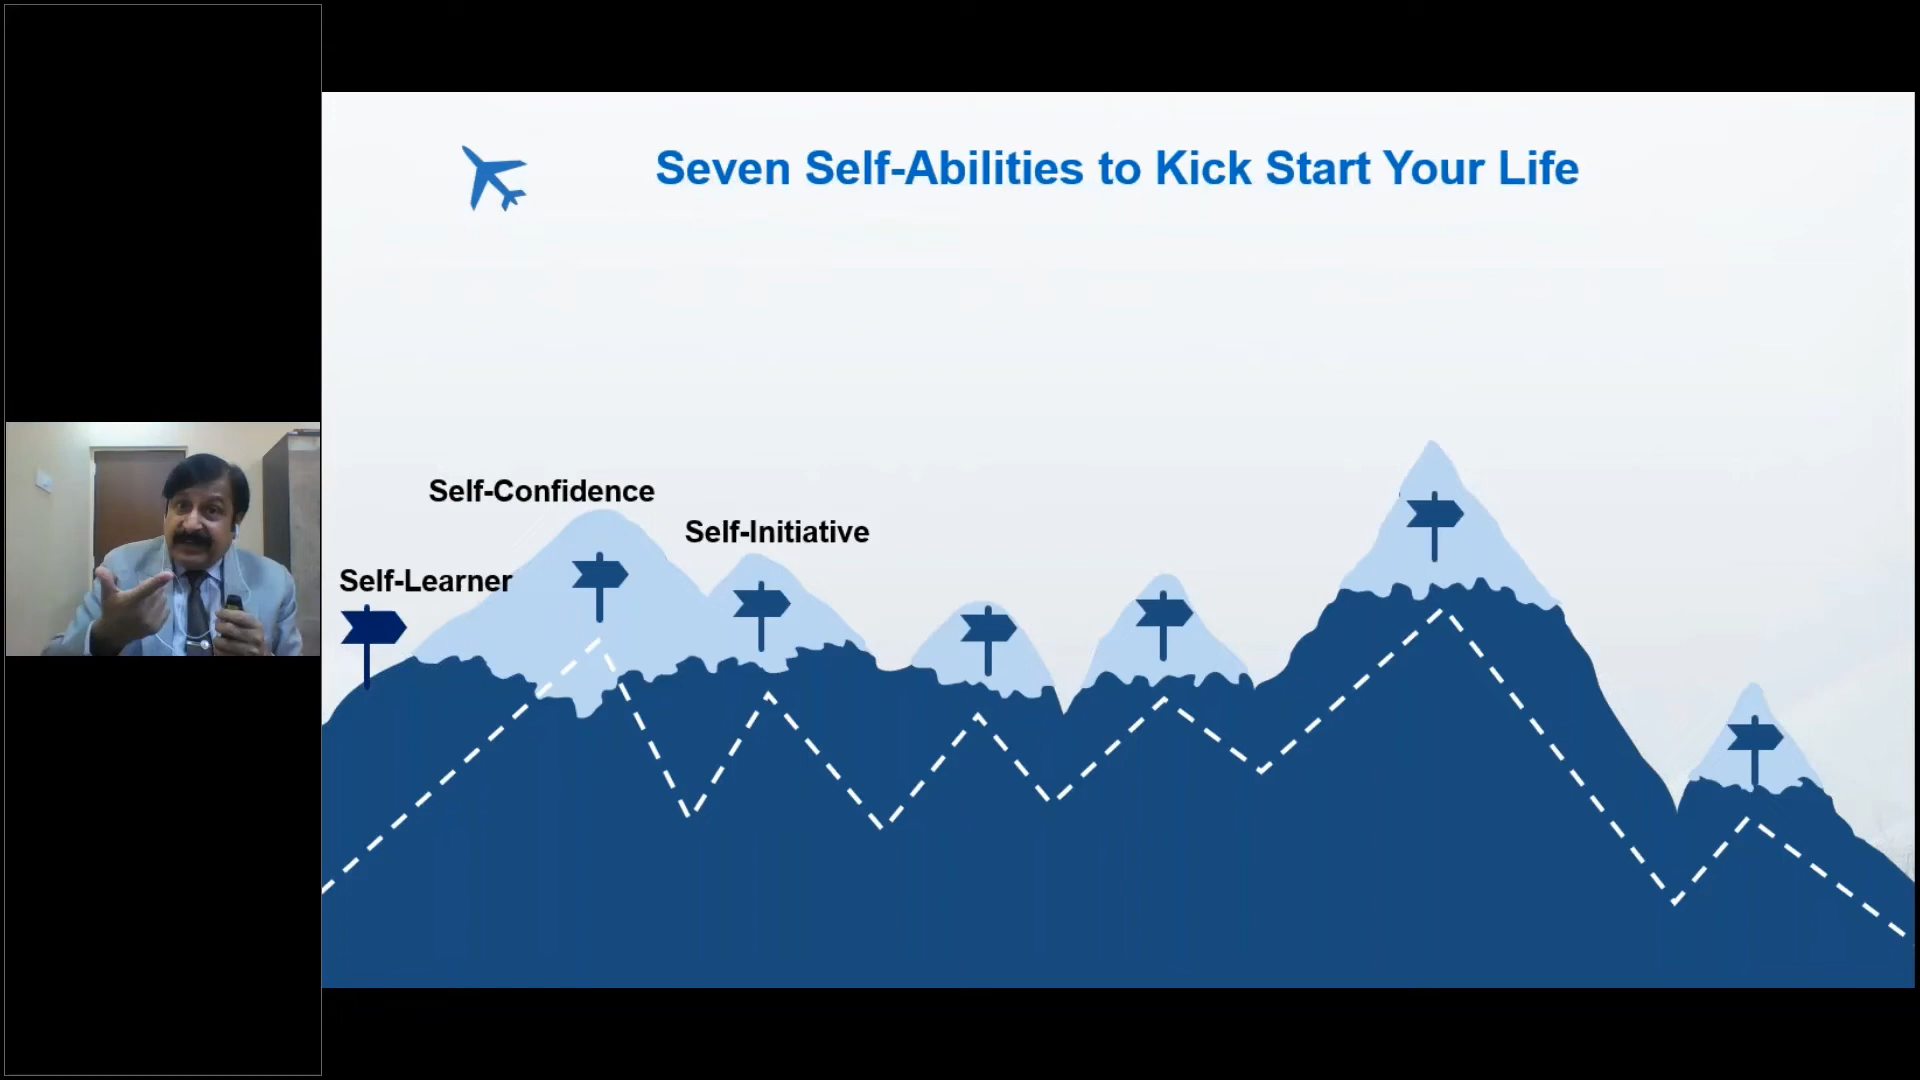 Seven Self-Abilities to Kick Start Your Life
Self-Confidence
Self-Initiative
Self-Learner